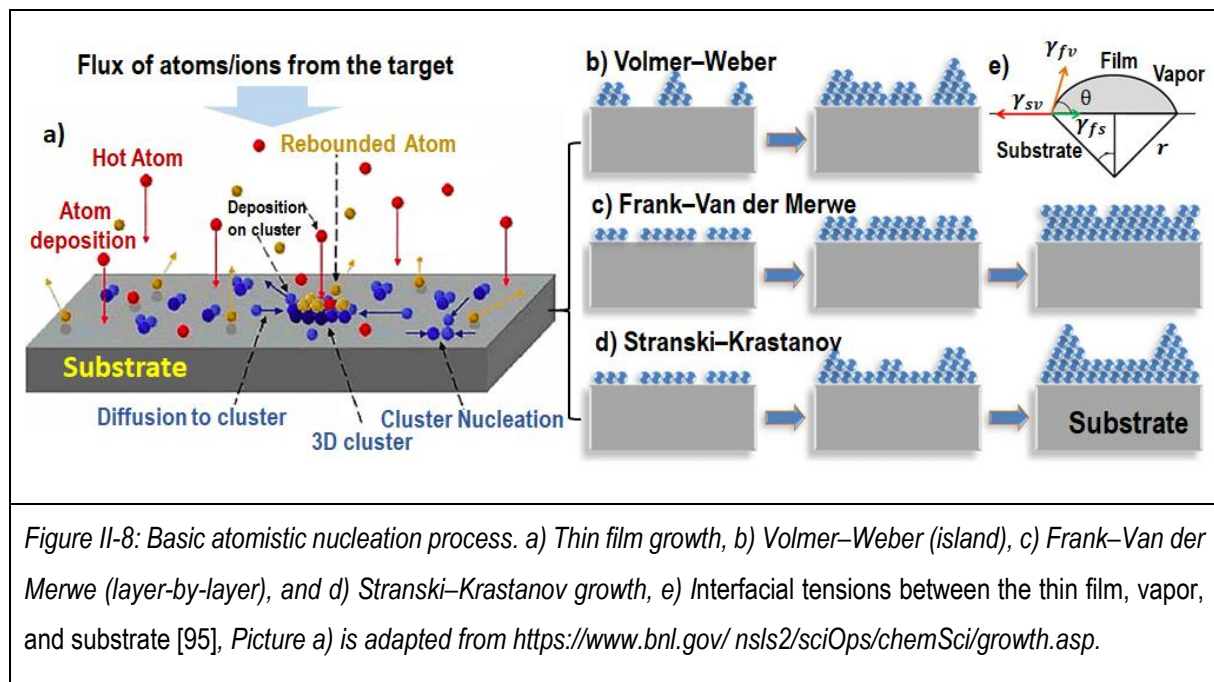 Flux of atoms/ions from the target
a)
Hot Atom
Rebounded Atom
Atom
deposition
Deposition
on cluster
Substrate
Diffusion to cluster
3D cluster
Cluster Nucleation
b) Volmer–Weber
c) Frank–Van der Merwe
d) Stranski–Krastanov
Substrate
e)
γfv
Film
Vapor
γsv
θ
γfs
Substrate
r
Figure II-8: Basic atomistic nucleation process. a) Thin film growth, b) Volmer–Weber (island), c) Frank–Van der
Merwe (layer-by-layer), and d) Stranski–Krastanov growth, e) Interfacial tensions between the thin film, vapor,
and substrate [95], Picture a) is adapted from https://www.bnl.gov/ nsls2/sciOps/chemSci/growth.asp.